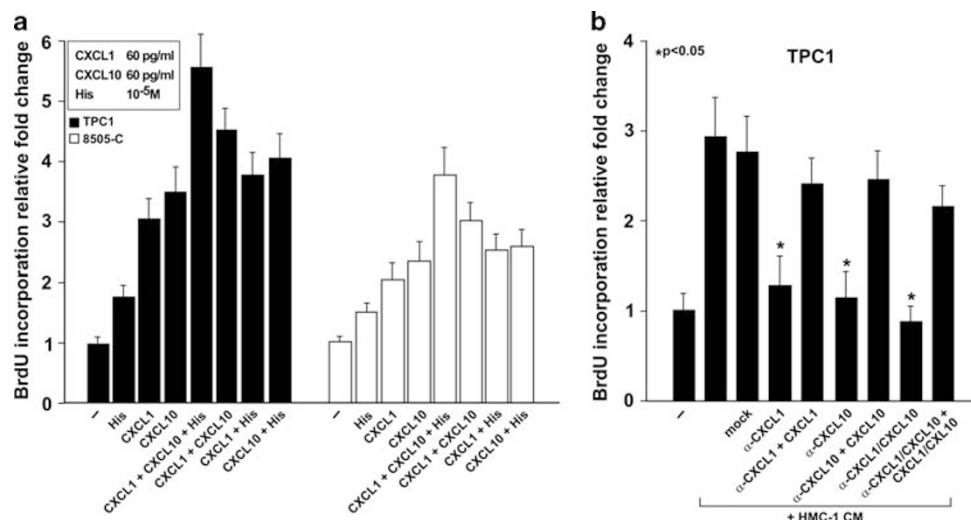 a
BrdU incorporation relative fold change
6
5
4
3
2
1
0
CXCL1 60 pg/ml
CXCL10 60 pg/ml
His 10⁻⁵M
TPC1
8505-C
–
His
CXCL1
CXCL10
CXCL1 + CXCL10 + His
CXCL1 + CXCL10
CXCL1 + His
CXCL10 + His
–
His
CXCL1
CXCL10
CXCL1 + CXCL10 + His
CXCL1 + CXCL10
CXCL1 + His
CXCL10 + His
b
BrdU incorporation relative fold change
4
3
2
1
0
*p<0.05
TPC1
*
*
*
–
mock
α-CXCL1
α-CXCL1 + CXCL1
α-CXCL10
α-CXCL10 + CXCL10
α-CXCL1/CXCL10
α-CXCL1/CXCL10 +
CXCL1/CXL10
+ HMC-1 CM